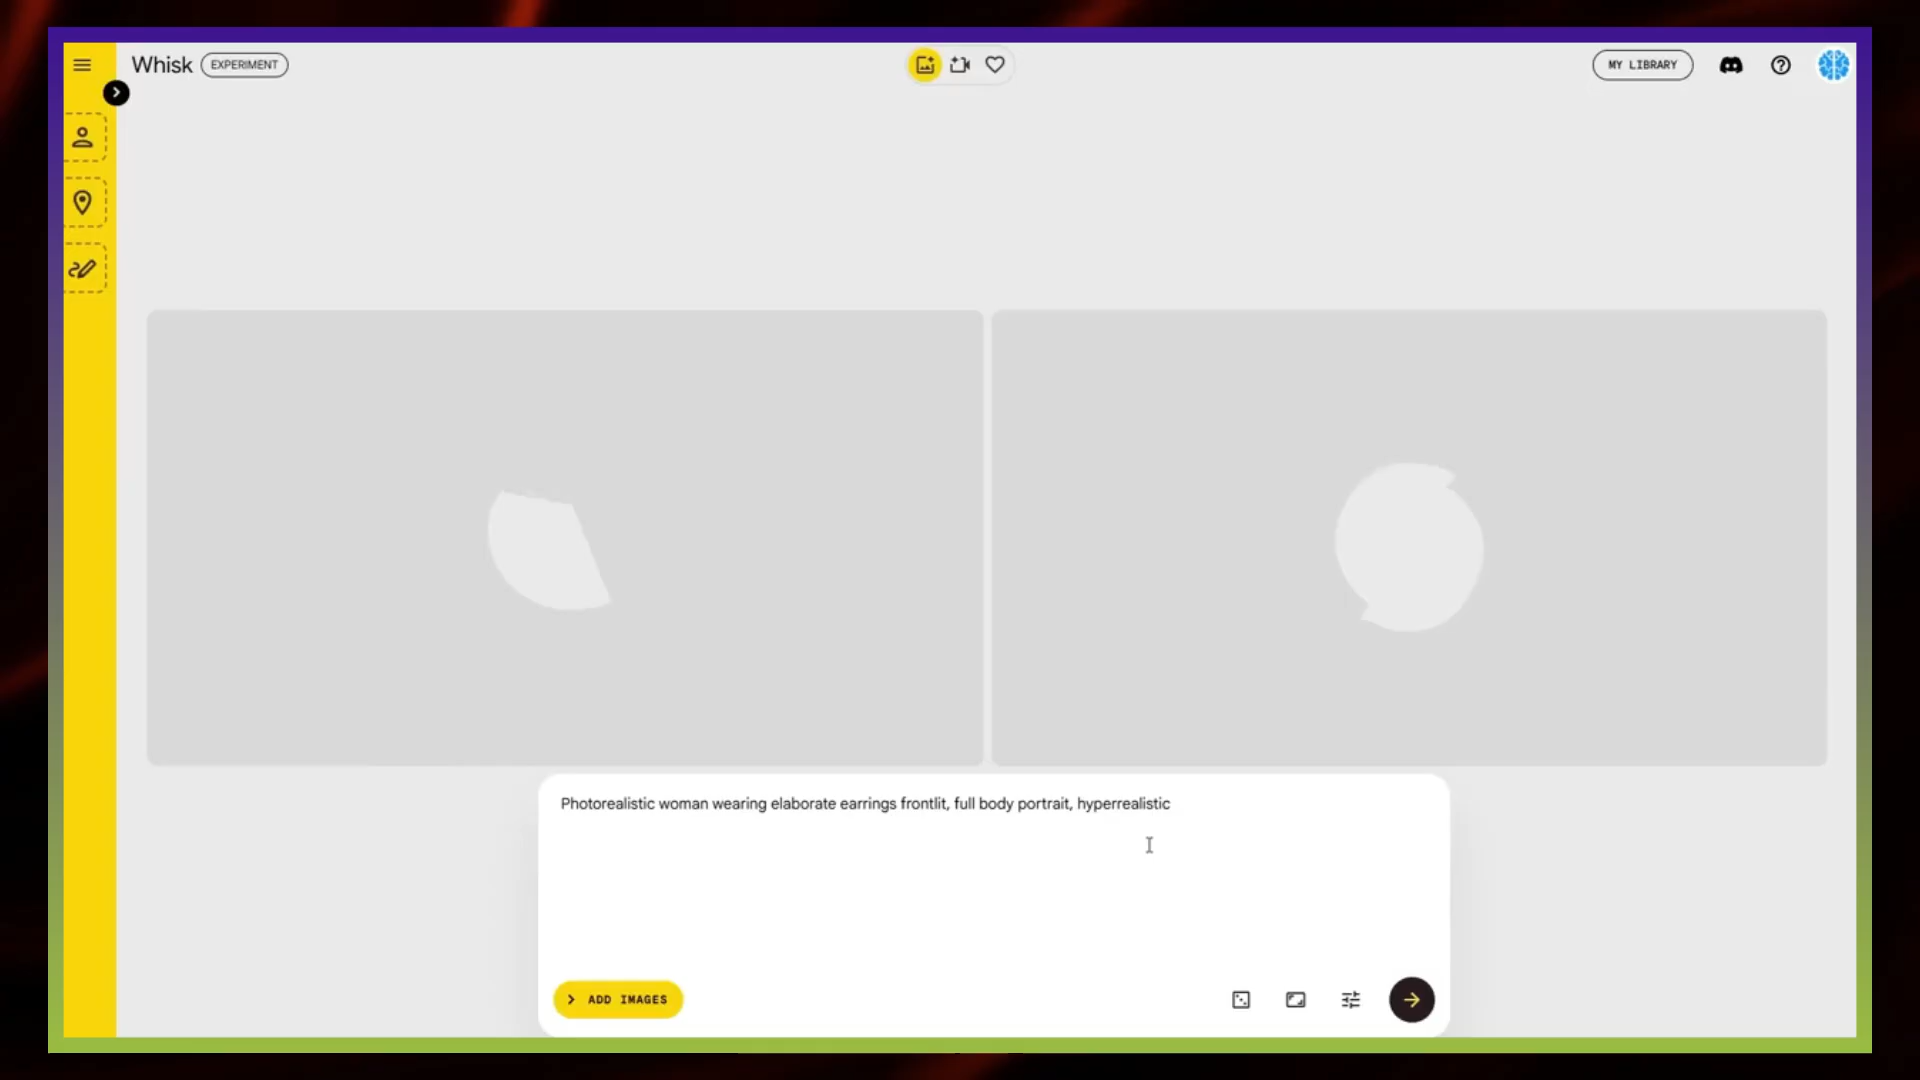 Whisk EXPERIMENT
MY LIBRARY
Photorealistic woman wearing elaborate earrings frontlit, full body portrait, hyperrealistic
ADD IMAGES